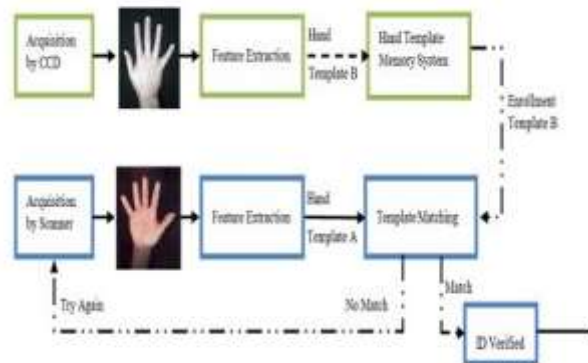 Acquisition
by CCD
Feature Extraction
Hand
Template B
Hand Template
Memory System
Enrollment
Template B
Acquisition
by Scanner
Feature Extraction
Hand
Template A
Template Matching
Try Again
No Match
Match
ID Verified